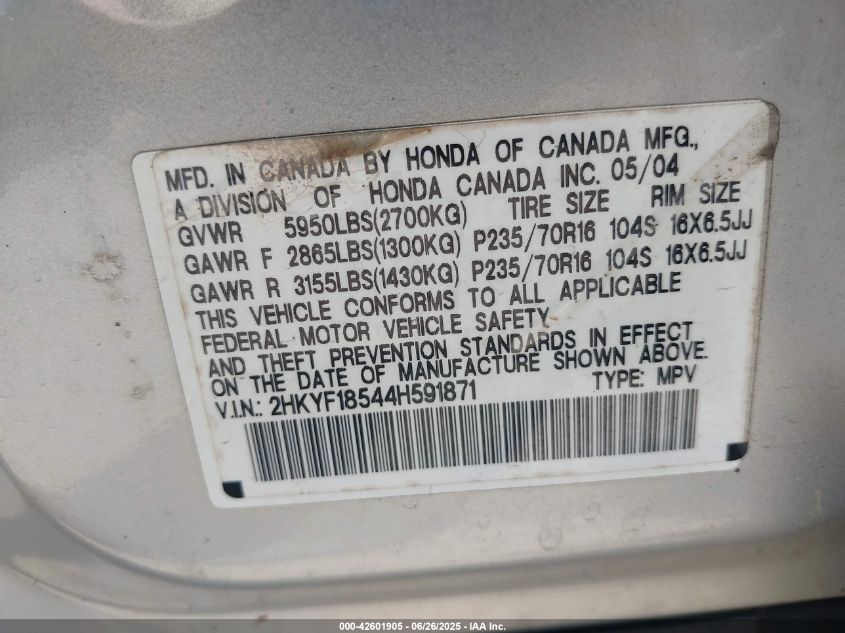 MFD. IN CANADA BY HONDA OF CANADA MFG.,
A DIVISION OF HONDA CANADA INC. 05/04
GVWR 5950LBS(2700KG) TIRE SIZE RIM SIZE
GAWR F 2865LBS(1300KG) P235/70R16 104S 16X6.5JJ
GAWR R 3155LBS(1430KG) P235/70R16 104S 16X6.5JJ
THIS VEHICLE CONFORMS TO ALL APPLICABLE
FEDERAL MOTOR VEHICLE SAFETY
AND THEFT PREVENTION STANDARDS IN EFFECT
ON THE DATE OF MANUFACTURE SHOWN ABOVE.
V.I.N.: 2HKYF18544H591871 TYPE: MPV
000-42601905 - 06/26/2025 - IAA Inc.